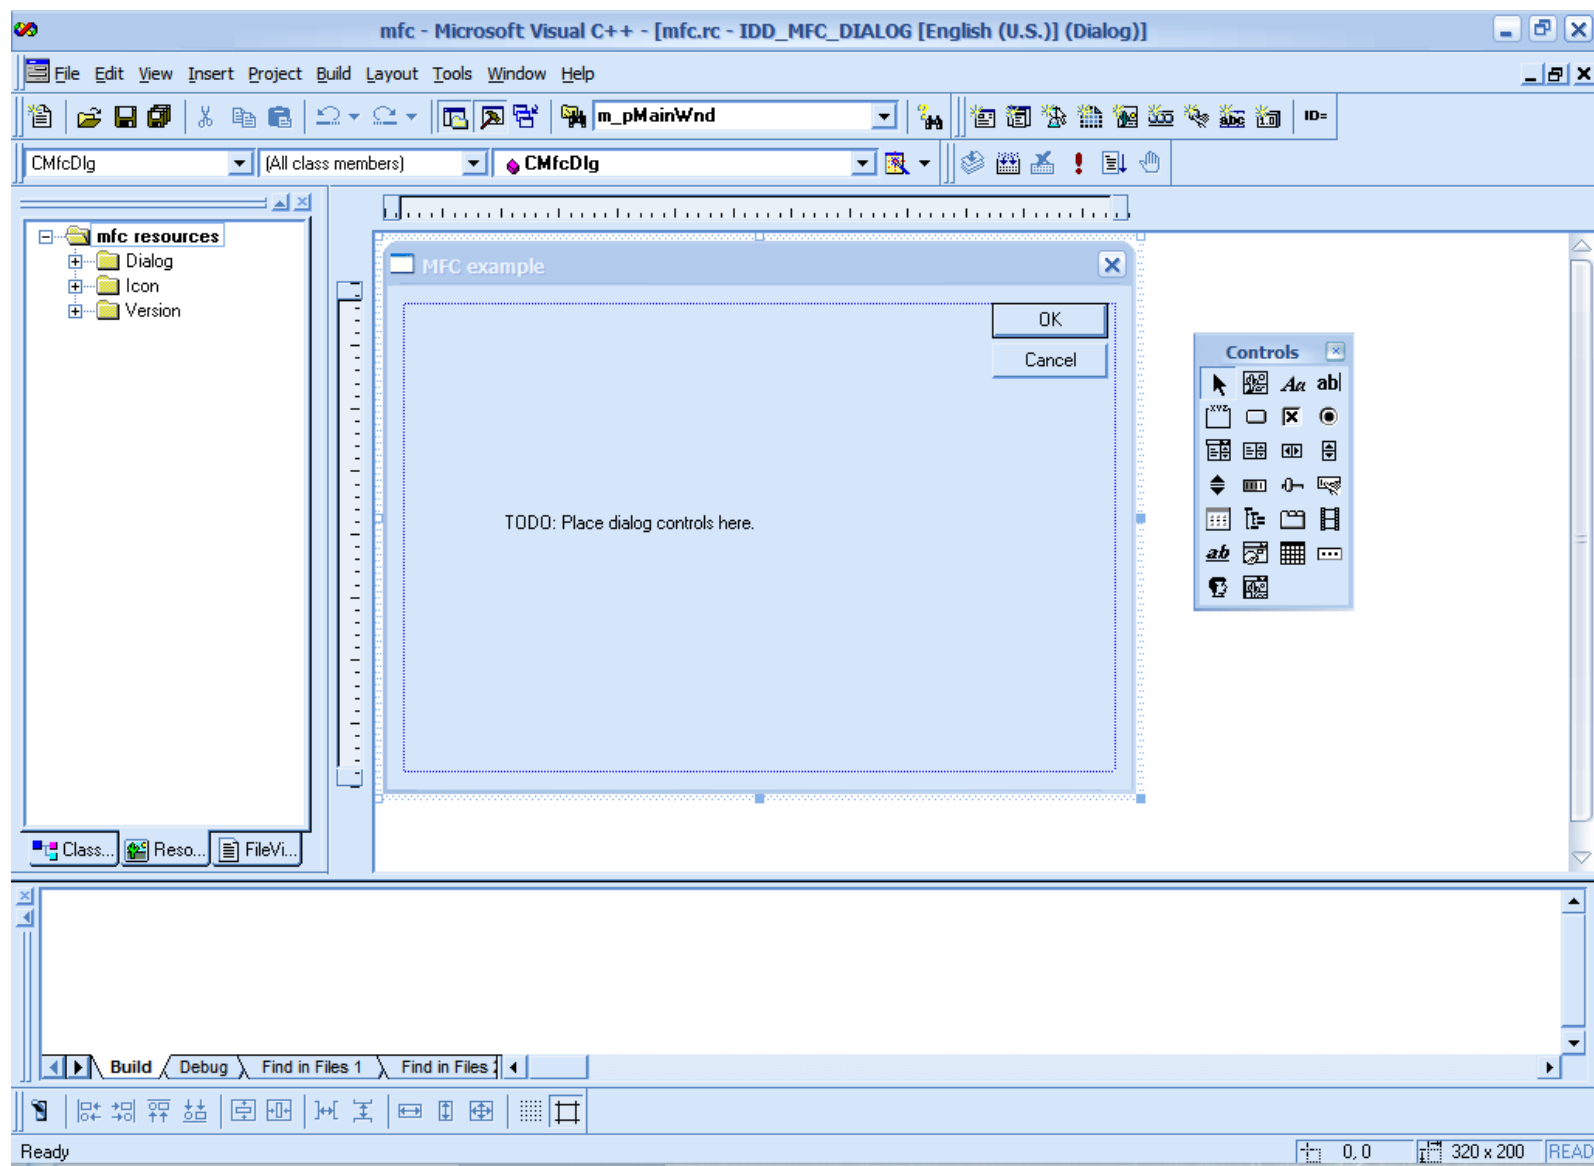 mfc - Microsoft Visual C++ - [mfc.rc - IDD_MFC_DIALOG [English (U.S.)] (Dialog)]
File Edit View Insert Project Build Layout Tools Window Help
m_pMainWnd
ID=
CMfcDlg (All class members) CMfcDlg
mfc resources
Dialog
Icon
Version
MFC example
OK
Cancel
TODO: Place dialog controls here.
Controls
Aa ab|
xyz
ab
Class... Reso... FileVi...
Build Debug Find in Files 1 Find in Files
Ready 0, 0 320 x 200 READ